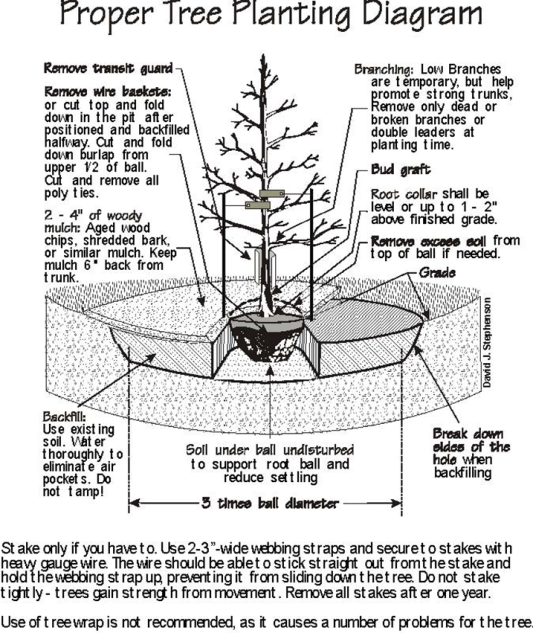 Proper Tree Planting Diagram
Remove transit guard
Remove wire baskets:
or cut top and fold
down in the pit after
positioned and backfilled
halfway. Cut and fold
down burlap from
upper 1/2 of ball.
Cut and remove all
poly ties.
2 - 4" of woody
mulch: Aged wood
chips, shredded bark,
or similar mulch. Keep
mulch 6" back from
trunk.
Branching: Low Branches
are temporary, but help
promote strong trunks,
Remove only dead or
broken branches or
double leaders at
planting time.
Bud graft
Root collar shall be
level or up to 1 - 2"
above finished grade.
Remove excess soil from
top of ball if needed.
Grade
David J. Stephenson
Backfill:
Use existing
soil. Water
thoroughly to
eliminate air
pockets. Do
not tamp!
Soil under ball undisturbed
to support root ball and
reduce settling
Break down
sides of the
hole when
backfilling
3 times ball diameter
Stake only if you have to. Use 2-3"-wide webbing straps and secure to stakes with
heavy gauge wire. The wire should be able to stick straight out from the stake and
hold the webbing strap up, preventing it from sliding down the tree. Do not stake
tightly - trees gain strength from movement. Remove all stakes after one year.
Use of tree wrap is not recommended, as it causes a number of problems for the tree.